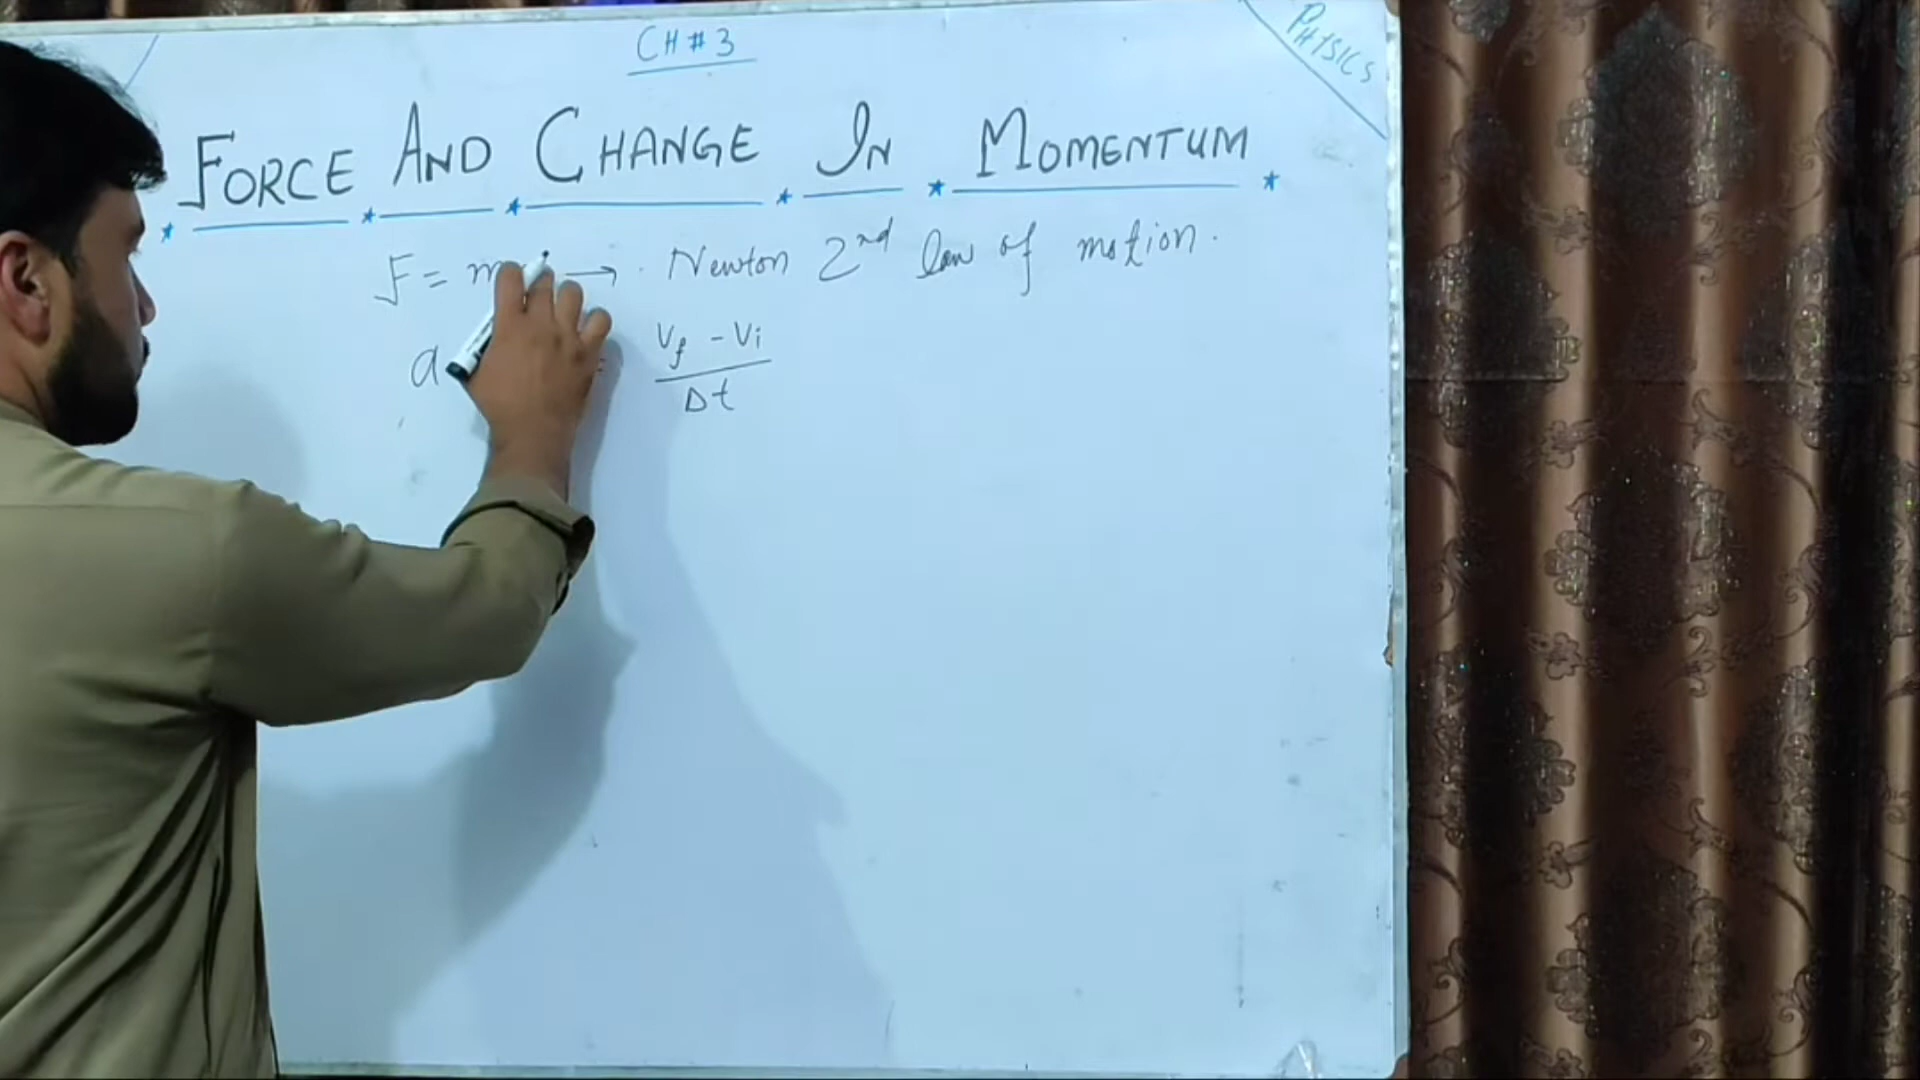 CH # 3
PHYSICS
FORCE AND CHANGE IN MOMENTUM
F = m → Newton 2nd law of motion.
a = Vf - Vi / Δt